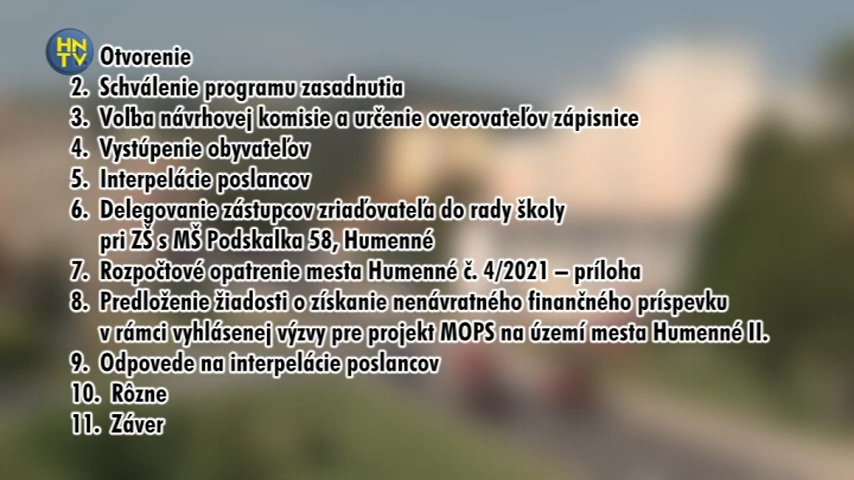 HN
TV
Otvorenie
2. Schválenie programu zasadnutia
3. Voľba návrhovej komisie a určenie overovateľov zápisnice
4. Vystúpenie obyvateľov
5. Interpelácie poslancov
6. Delegovanie zástupcov zriaďovateľa do rady školy
pri ZŠ s MŠ Podskalka 58, Humenné
7. Rozpočtové opatrenie mesta Humenné č. 4/2021 – príloha
8. Predloženie žiadosti o získanie nenávratného finančného príspevku
v rámci vyhlásenej výzvy pre projekt MOPS na území mesta Humenné II.
9. Odpovede na interpelácie poslancov
10. Rôzne
11. Záver